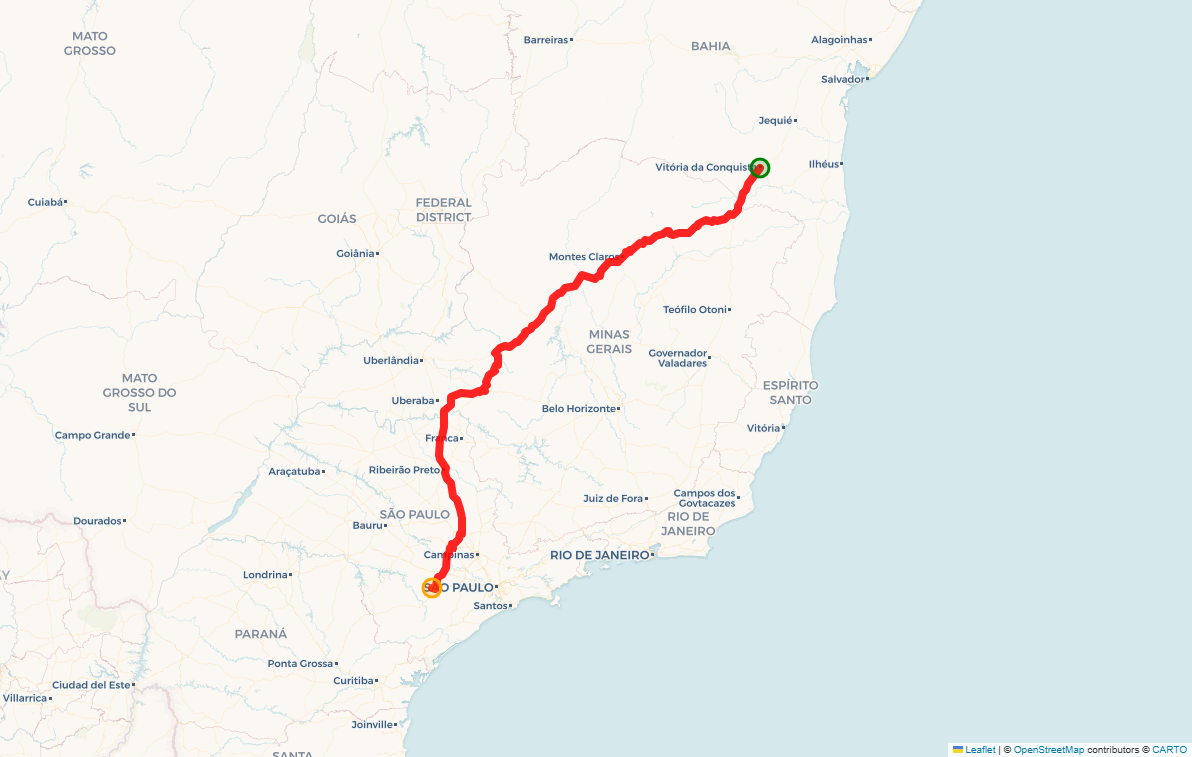 MATO
GROSSO
Barreiras
BAHIA
Alagoinhas
Salvador
Jequié
Vitória da Conquist
Ilhéus
Cuiabá
GOIÁS
FEDERAL
DISTRICT
Goiânia
Montes Claros
Teófilo Otoni
MINAS
GERAIS
Governador
Valadares
Uberlândia
MATO
GROSSO DO
SUL
ESPÍRITO
SANTO
Uberaba
Belo Horizonte
Vitória
Campo Grande
Franca
Araçatuba
Ribeirão Preto
Juiz de Fora
Campos dos
Govtacazes
RIO DE
JANEIRO
SÃO PAULO
Dourados
Bauru
Campinas
RIO DE JANEIRO
Londrina
SÃO PAULO
Santos
AY
PARANÁ
Ponta Grossa
Curitiba
Ciudad del Este
Villarrica
Joinville
SANTA
Leaflet | © OpenStreetMap contributors © CARTO